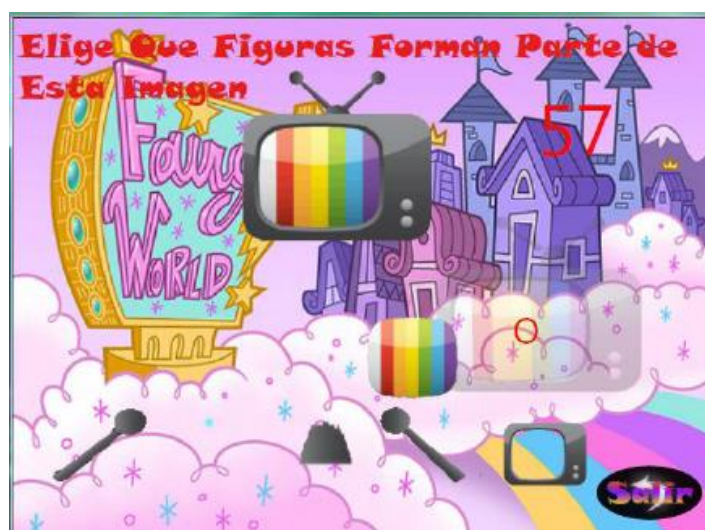 Elige Que Figuras Forman Parte de
Esta Imagen
57
Fairy
World
O
Salir